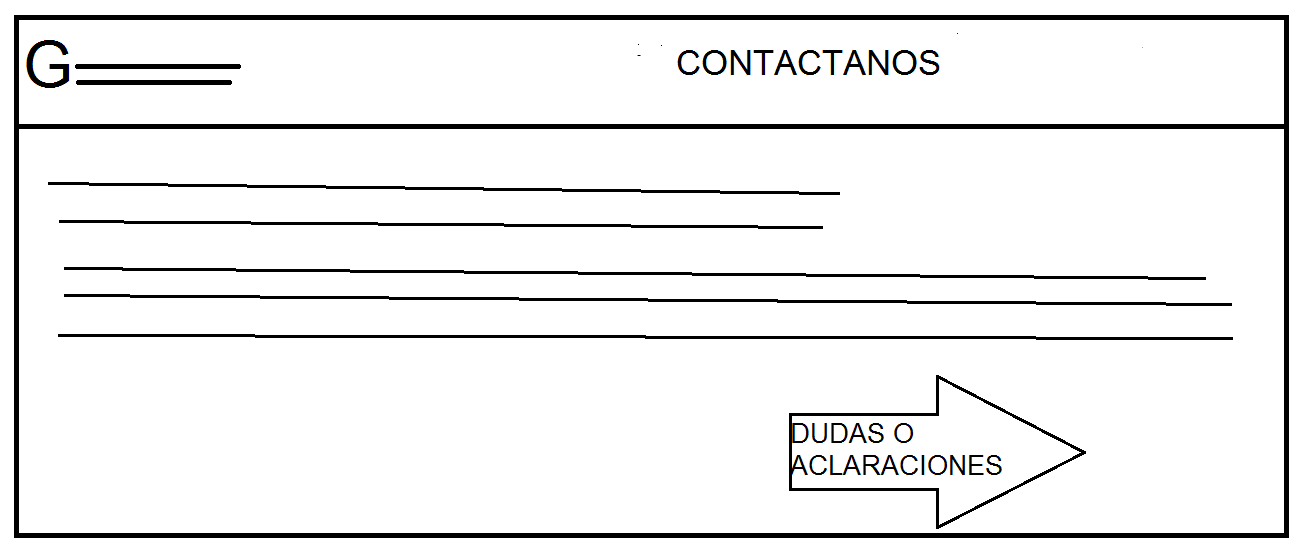 G
CONTACTANOS
DUDAS O
ACLARACIONES